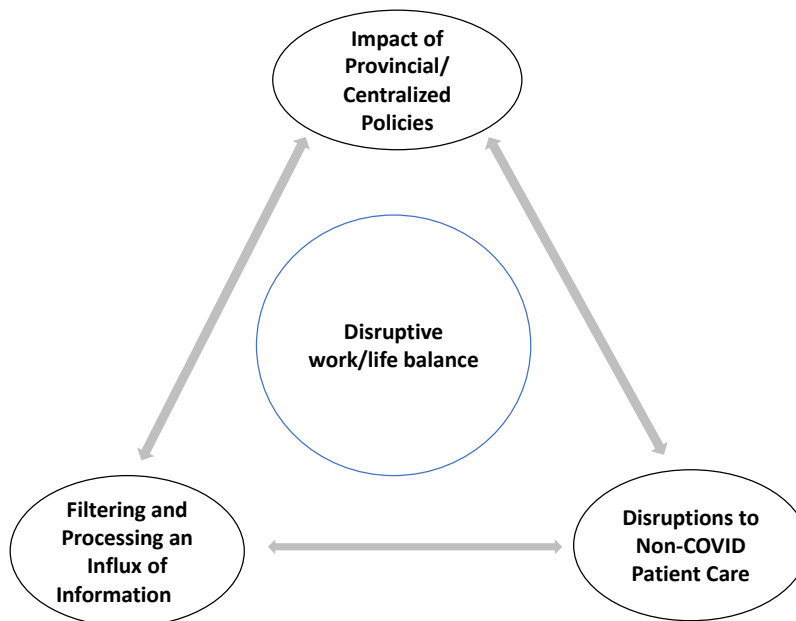 Impact of
Provincial/
Centralized
Policies
Disruptive
work/life balance
Filtering and
Processing an
Influx of
Information
Disruptions to
Non-COVID
Patient Care